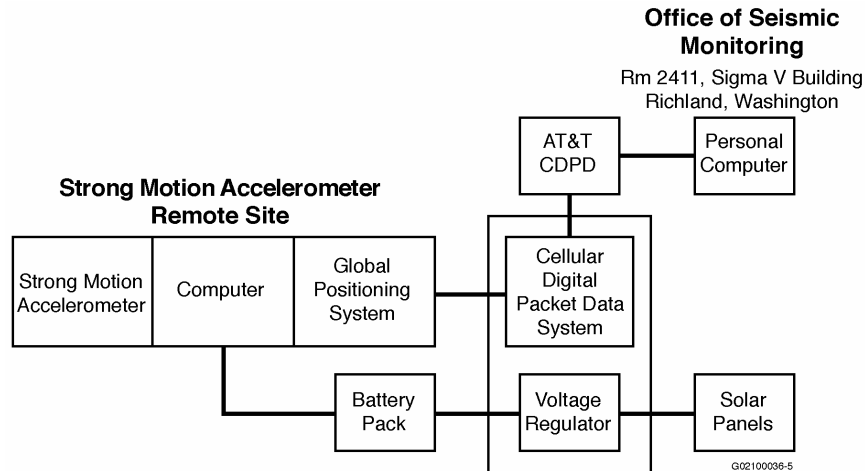 Office of Seismic
Monitoring
Rm 2411, Sigma V Building
Richland, Washington
AT&T
CDPD
Personal
Computer
Strong Motion Accelerometer
Remote Site
Strong Motion
Accelerometer
Computer
Global
Positioning
System
Cellular
Digital
Packet Data
System
Battery
Pack
Voltage
Regulator
Solar
Panels
G02100036-5